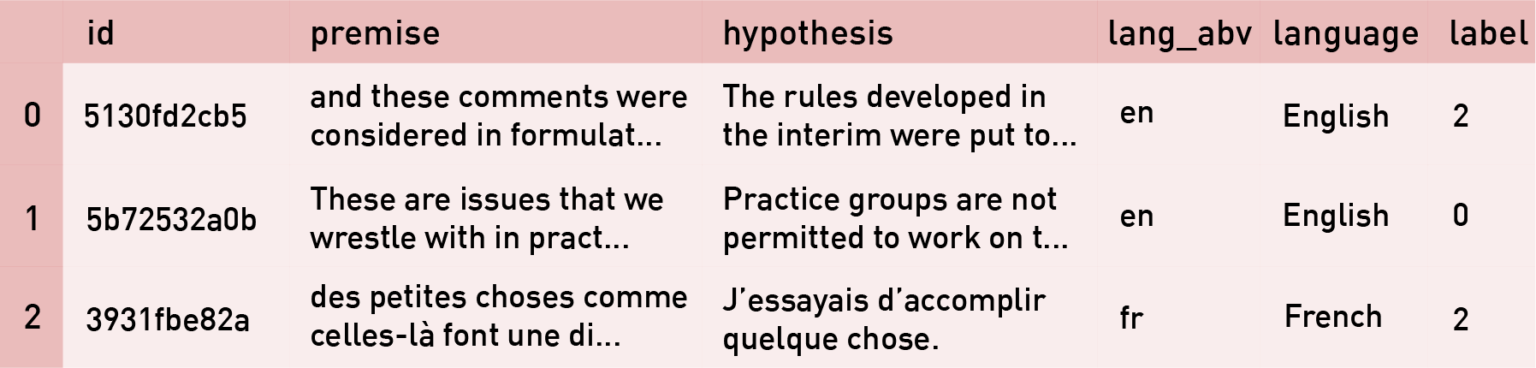 id premise hypothesis lang_abv language label
0 5130fd2cb5 and these comments were considered in formulat... The rules developed in the interim were put to... en English 2
1 5b72532a0b These are issues that we wrestle with in pract... Practice groups are not permitted to work on t... en English 0
2 3931fbe82a des petites choses comme celles-là font une di... J’essayais d’accomplir quelque chose. fr French 2